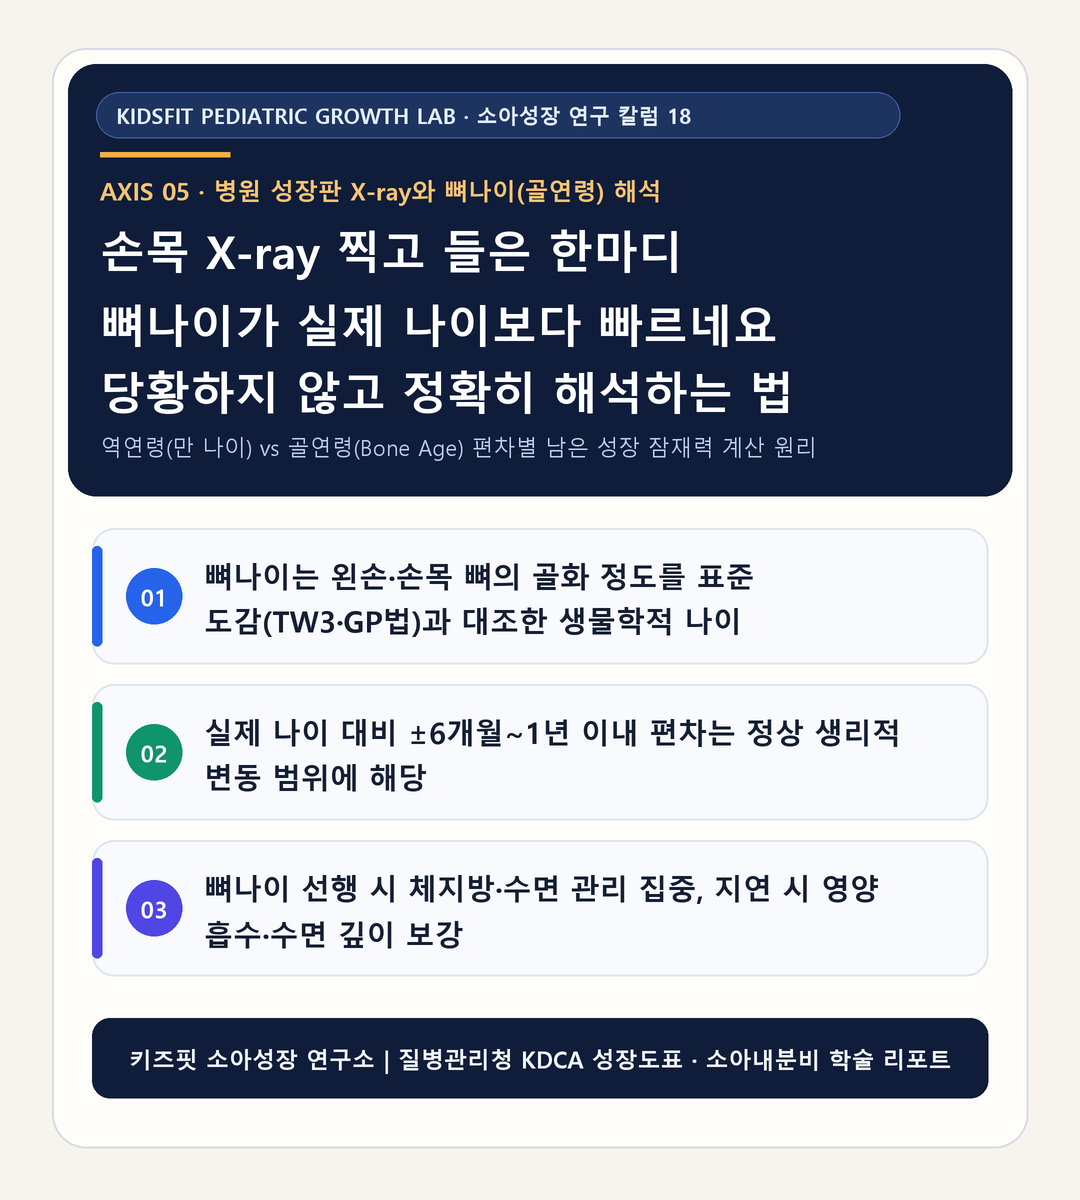 KIDSFIT PEDIATRIC GROWTH LAB · 소아성장 연구 칼럼 18
AXIS 05 · 병원 성장판 X-ray와 뼈나이(골연령) 해석
손목 X-ray 찍고 들은 한마디
뼈나이가 실제 나이보다 빠르네요
당황하지 않고 정확히 해석하는 법
역연령(만 나이) vs 골연령(Bone Age) 편차별 남은 성장 잠재력 계산 원리
01
뼈나이는 왼손·손목 뼈의 골화 정도를 표준
도감(TW3·GP법)과 대조한 생물학적 나이
02
실제 나이 대비 ±6개월~1년 이내 편차는 정상 생리적
변동 범위에 해당
03
뼈나이 선행 시 체지방·수면 관리 집중, 지연 시 영양
흡수·수면 깊이 보강
키즈핏 소아성장 연구소 | 질병관리청 KDCA 성장도표 · 소아내분비 학술 리포트